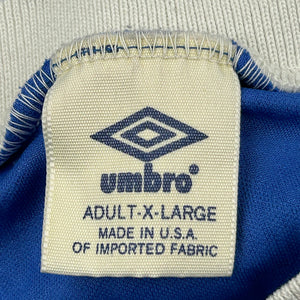 umbro®
ADULT-X-LARGE
MADE IN U.S.A.
OF IMPORTED FABRIC